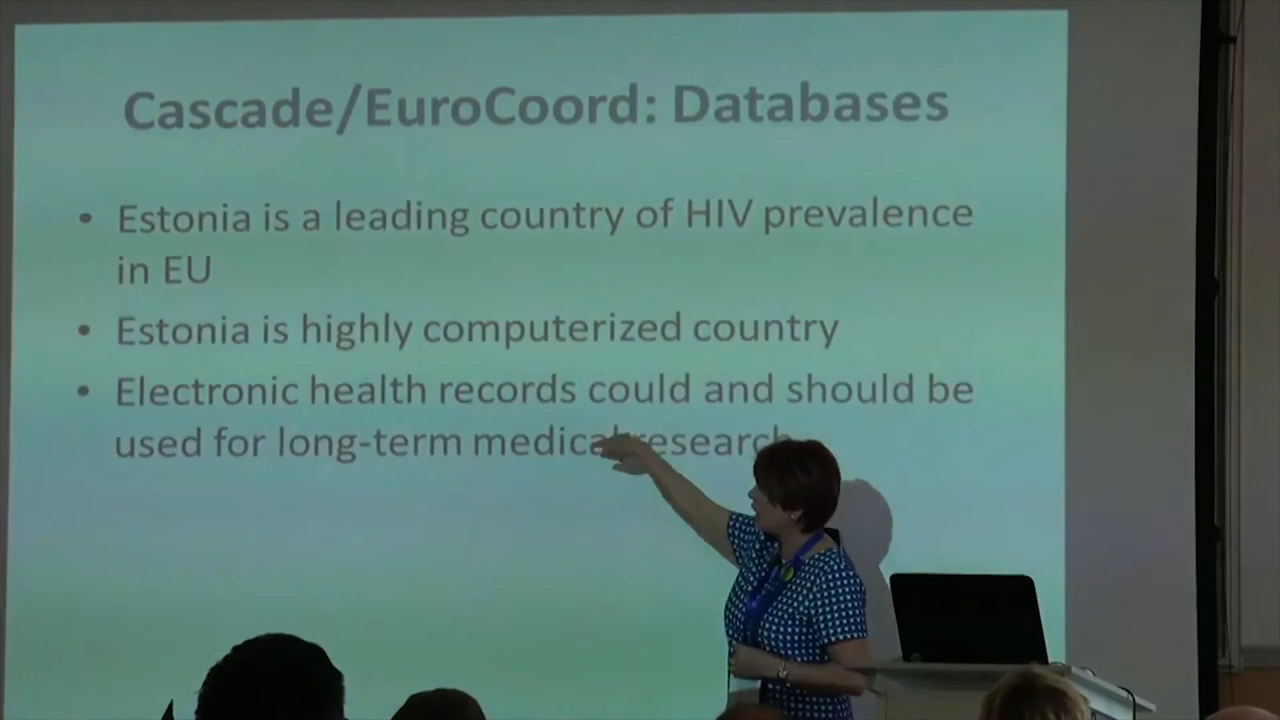 Cascade/EuroCoord: Databases
• Estonia is a leading country of HIV prevalence
in EU
• Estonia is highly computerized country
• Electronic health records could and should be
used for long-term medical research